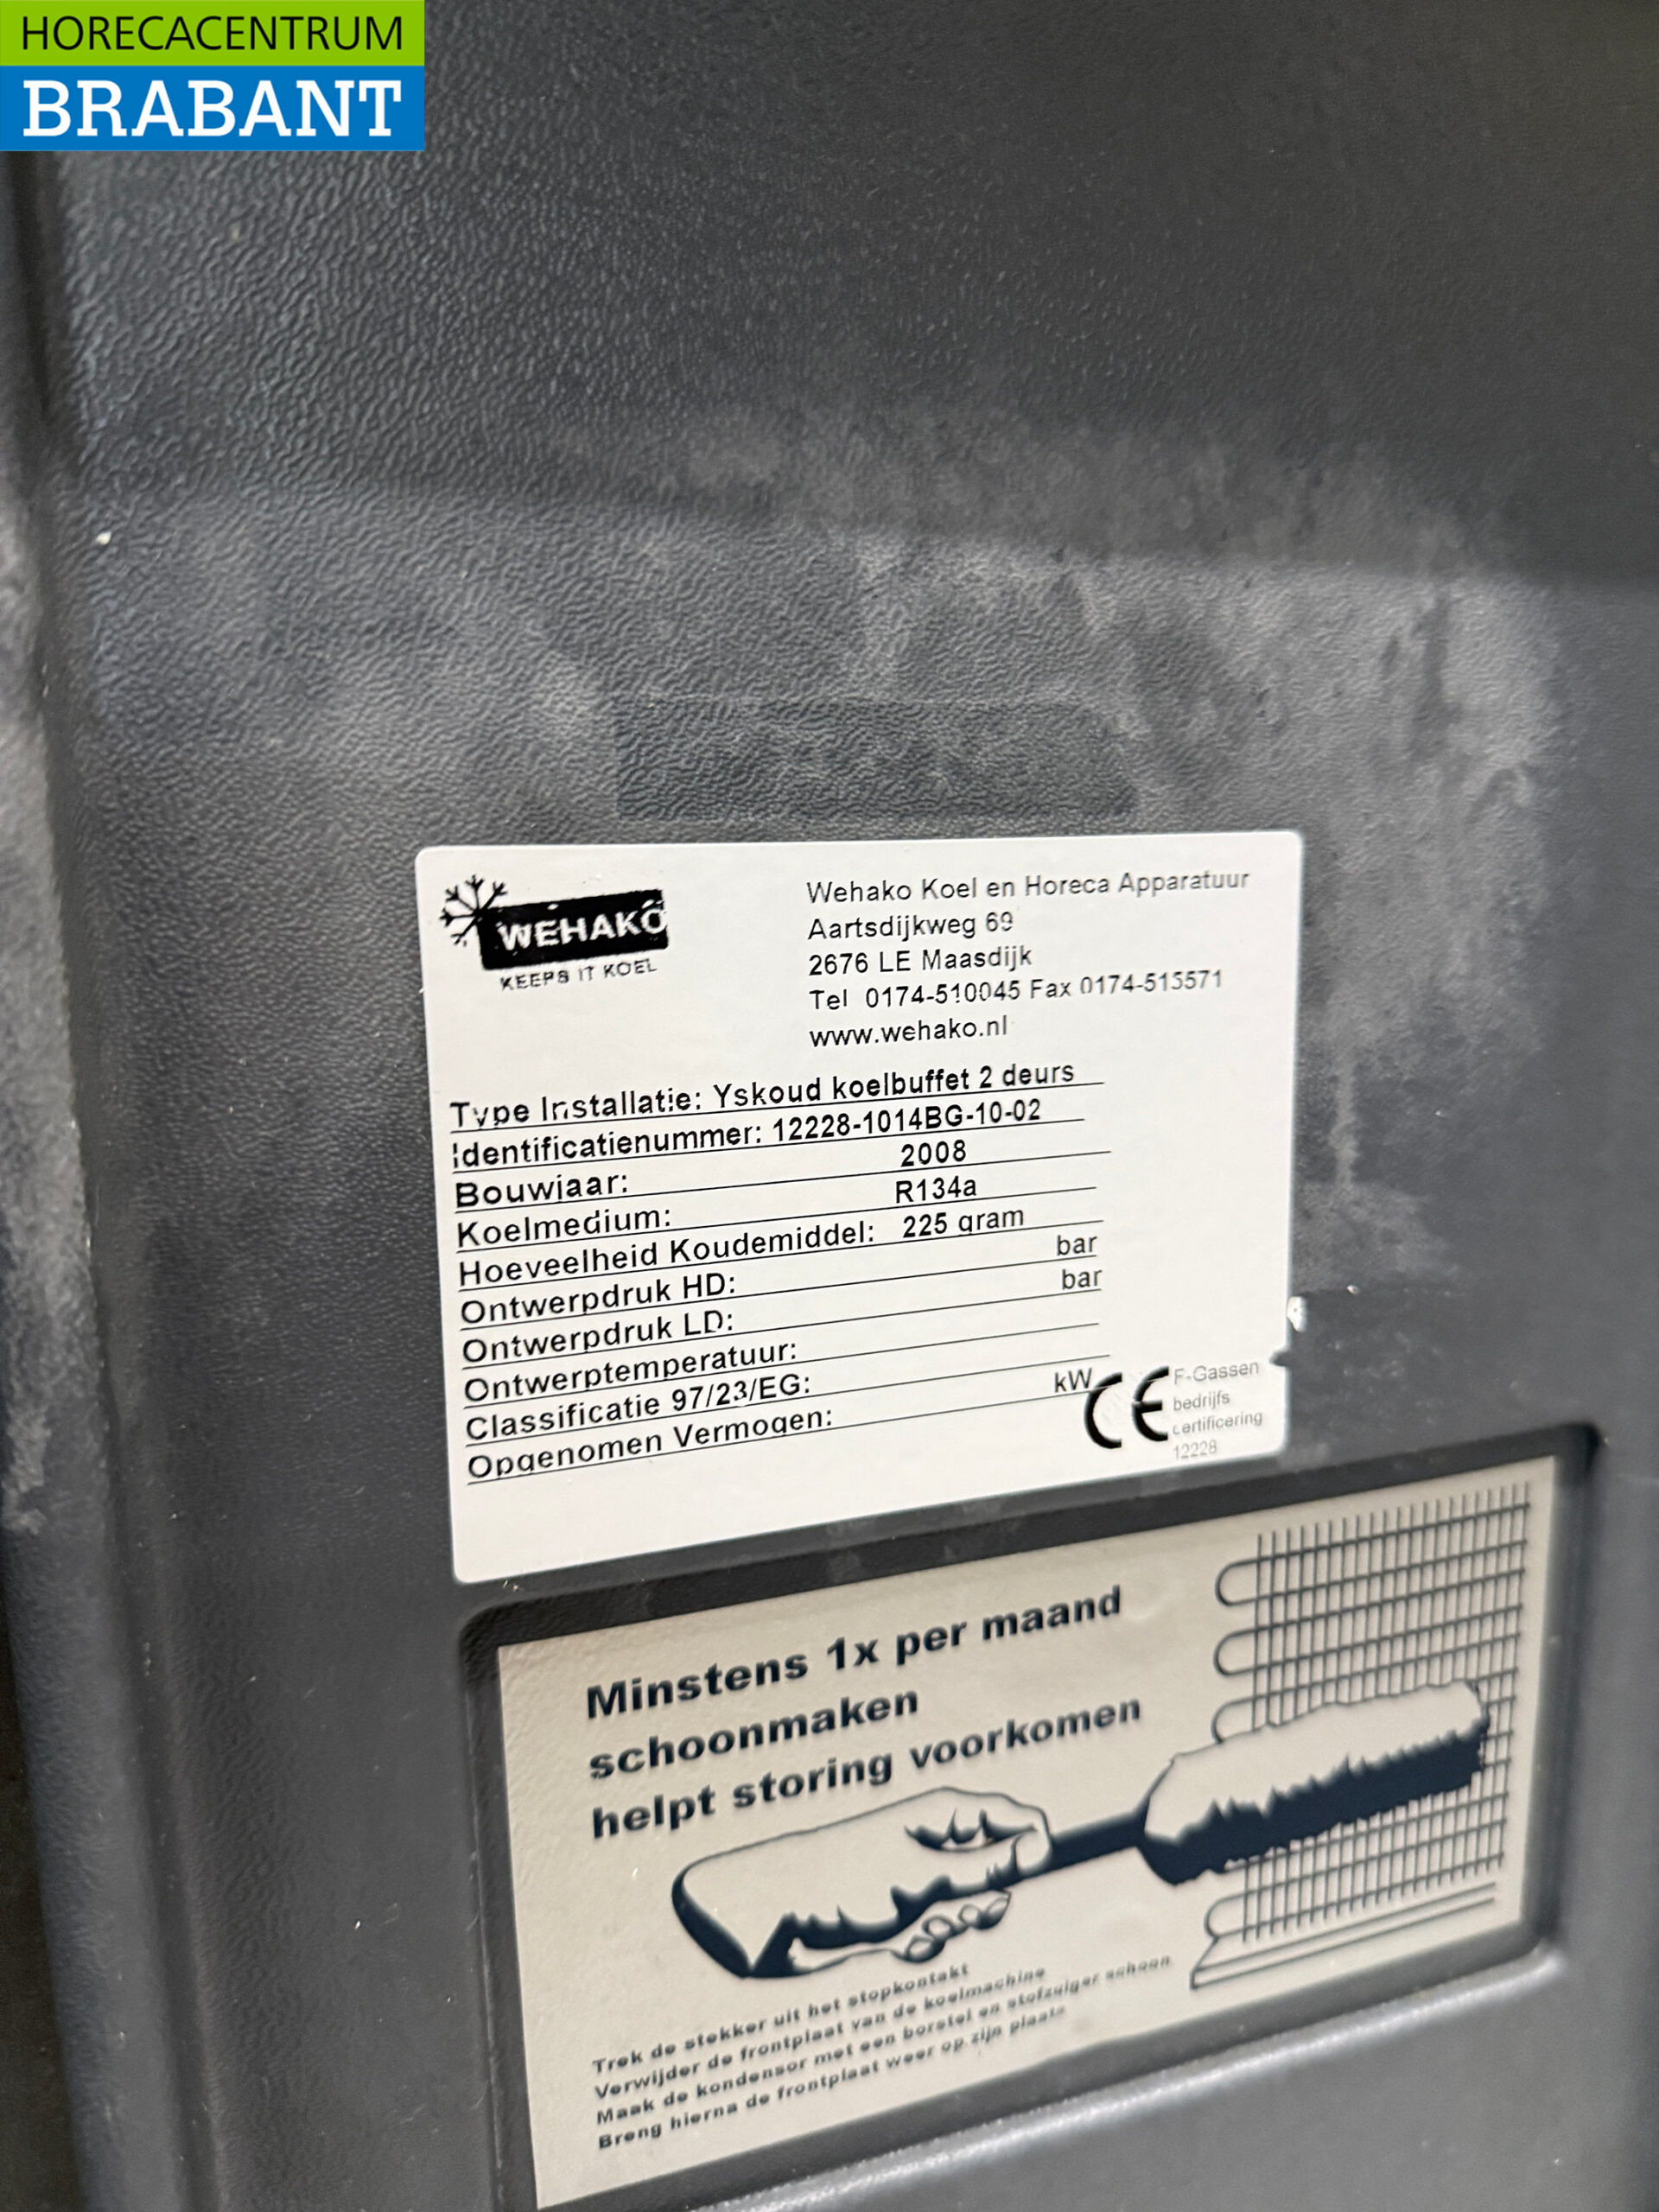 HORECACENTRUM
BRABANT
WEHAKO
KEEPS IT KOEL
Wehako Koel en Horeca Apparatuur
Aartsdijkweg 69
2676 LE Maasdijk
Tel 0174-510045 Fax 0174-515571
www.wehako.nl
Type Installatie: Yskoud koelbuffet 2 deurs
Identificatienummer: 12228-1014BG-10-02
Bouwjaar: 2008
Koelmedium: R134a
Hoeveelheid Koudemiddel: 225 gram
Ontwerpdruk HD: bar
Ontwerpdruk LD: bar
Ontwerptemperatuur:
Classificatie 97/23/EG:
Opgenomen Vermogen: kW
CE
F-Gassen
bedrijfs
certificering
12228
Minstens 1x per maand
schoonmaken
helpt storing voorkomen
Trek de stekker uit het stopkontakt
Verwijder de frontplaat van de koelmachine
Maak de kondensor met een borstel en stofzuiger schoon
Breng hierna de frontplaat weer op zijn plaats